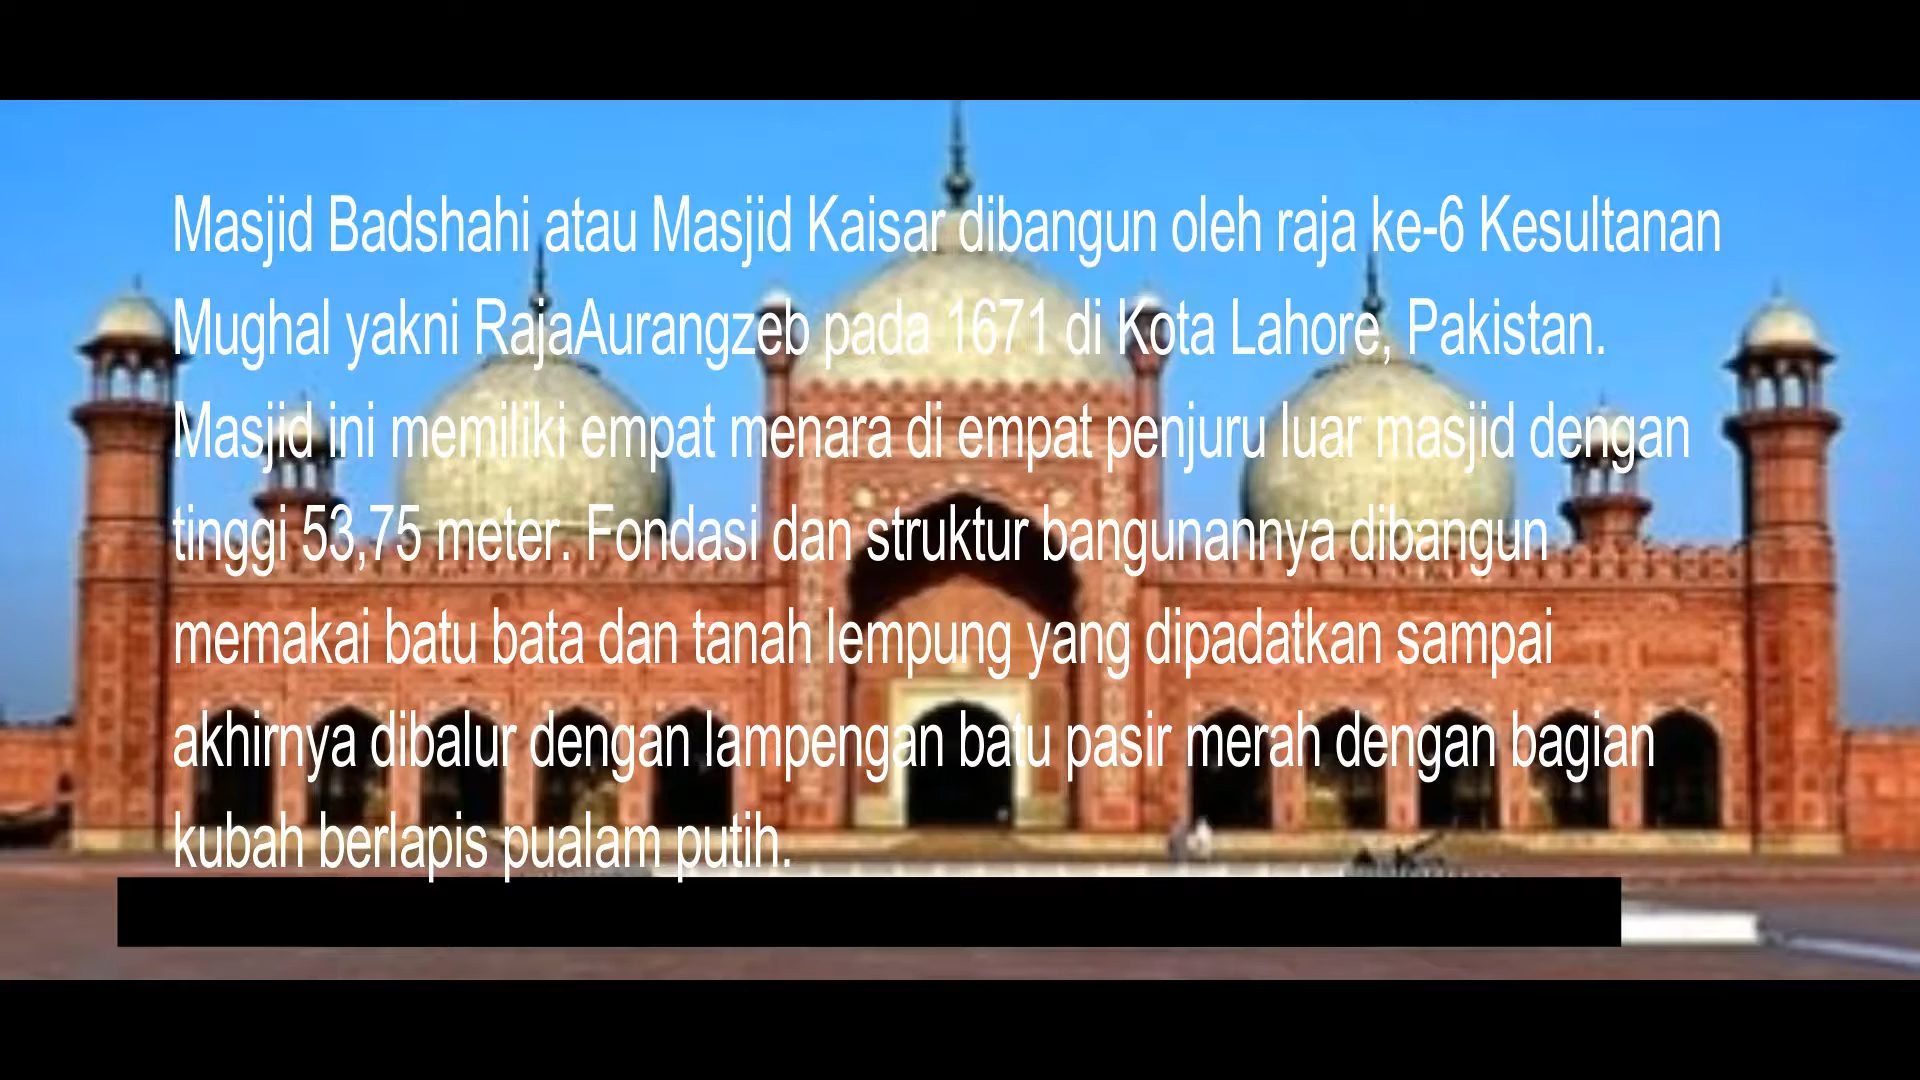 Masjid Badshahi atau Masjid Kaisar dibangun oleh raja ke-6 Kesultanan
Mughal yakni RajaAurangzeb pada 1671 di Kota Lahore, Pakistan.
Masjid ini memiliki empat menara di empat penjuru luar masjid dengan
tinggi 53,75 meter. Fondasi dan struktur bangunannya dibangun
memakai batu bata dan tanah lempung yang dipadatkan sampai
akhirnya dibalur dengan lampengan batu pasir merah dengan bagian
kubah berlapis pualam putih.